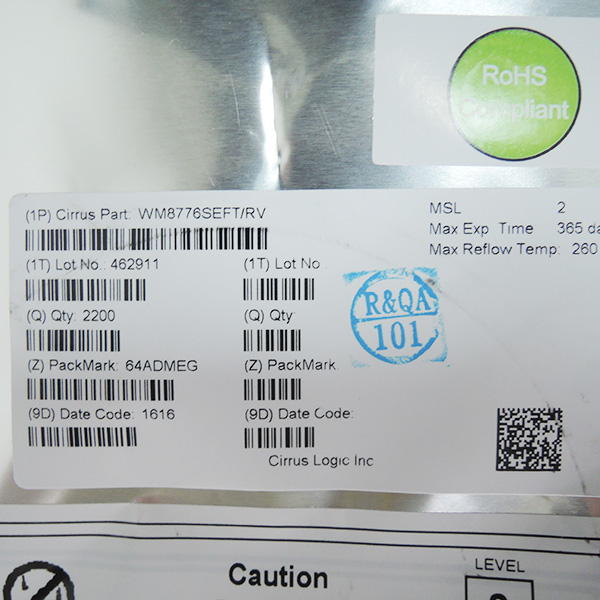 RoHS
Compliant
(1P) Cirrus Part: WM8776SEFT/RV
MSL 2
Max Exp Time 365 da
Max Reflow Temp: 260
(1T) Lot No.: 462911 (1T) Lot No
(Q) Qty: 2200 (Q) Qty
R&QA
101
(Z) PackMark: 64ADMEG (Z) PackMark
(9D) Date Code: 1616 (9D) Date Code:
Cirrus Logic Inc
Caution
LEVEL